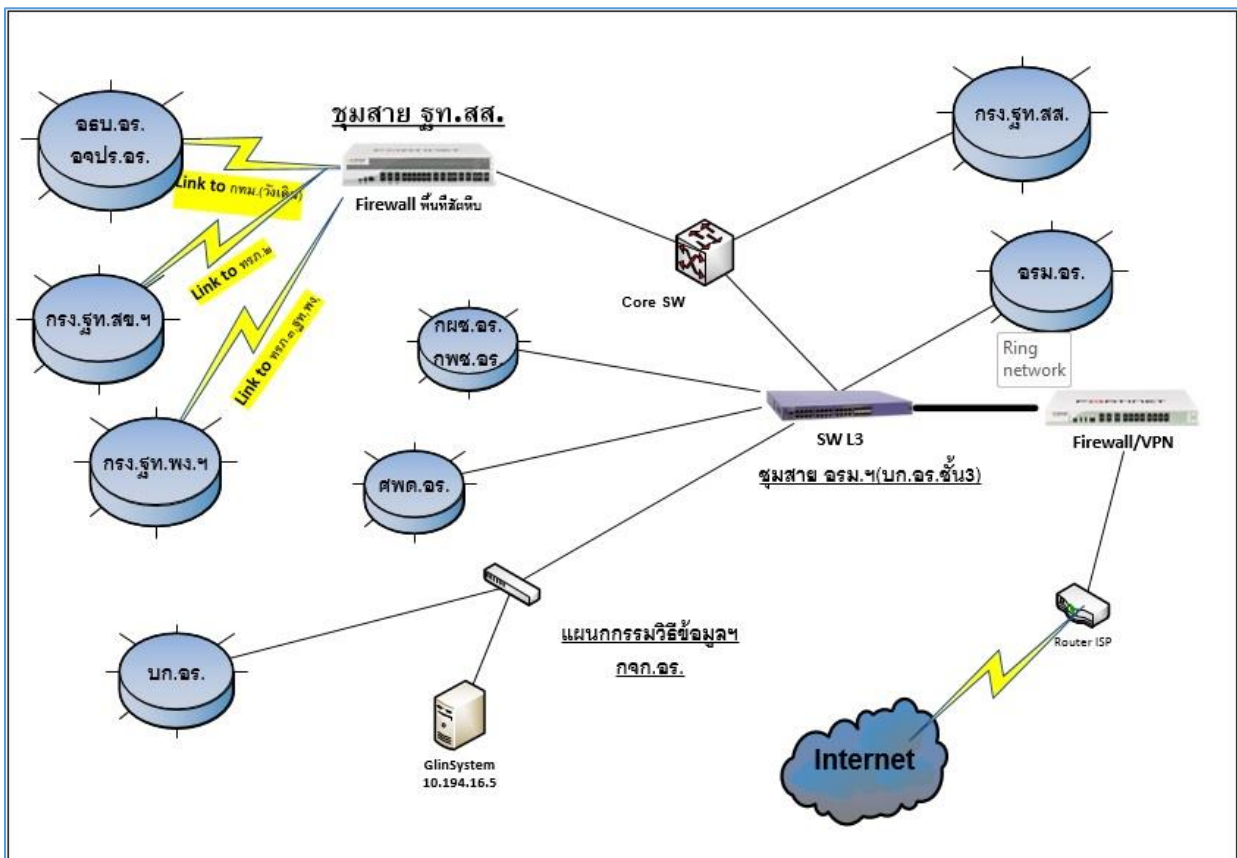 ชุมสาย ฐท.สส.
อธบ.อร.
อจปร.อร.
FORTINET
Firewall พื้นที่สัตหีบ
Link to กทม.(วังเดิม)
Link to ทรภ.๒
Link to ทรภ.๓,ฐท.พง.
กรง.ฐท.สข.ฯ
กรง.ฐท.พง.ฯ
กรง.ฐท.สส.
Core SW
อรม.อร.
Ring
network
กผช.อร.
กพช.อร.
ศพด.อร.
SW L3
ชุมสาย อรม.ฯ(บก.อร.ชั้น3)
FORTINET
Firewall/VPN
แผนกกรรมวิธีข้อมูลฯ
กจก.อร.
บก.อร.
GlinSystem
10.194.16.5
Router ISP
Internet